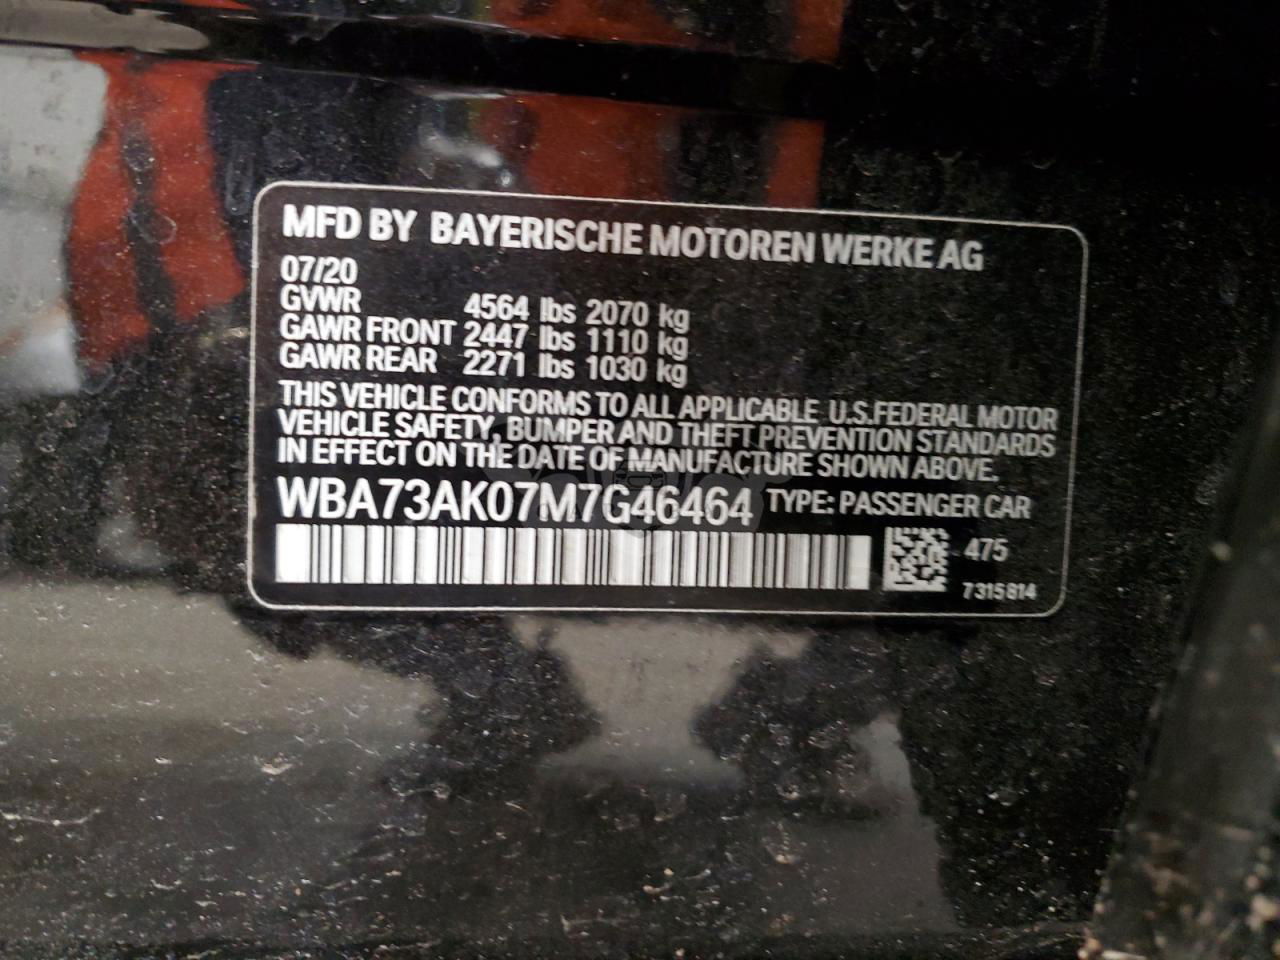 MFD BY BAYERISCHE MOTOREN WERKE AG
07/20
GVWR 4564 lbs 2070 kg
GAWR FRONT 2447 lbs 1110 kg
GAWR REAR 2271 lbs 1030 kg
THIS VEHICLE CONFORMS TO ALL APPLICABLE U.S.FEDERAL MOTOR
VEHICLE SAFETY, BUMPER AND THEFT PREVENTION STANDARDS
IN EFFECT ON THE DATE OF MANUFACTURE SHOWN ABOVE.
WBA73AK07M7G46464 TYPE: PASSENGER CAR
475
7315814